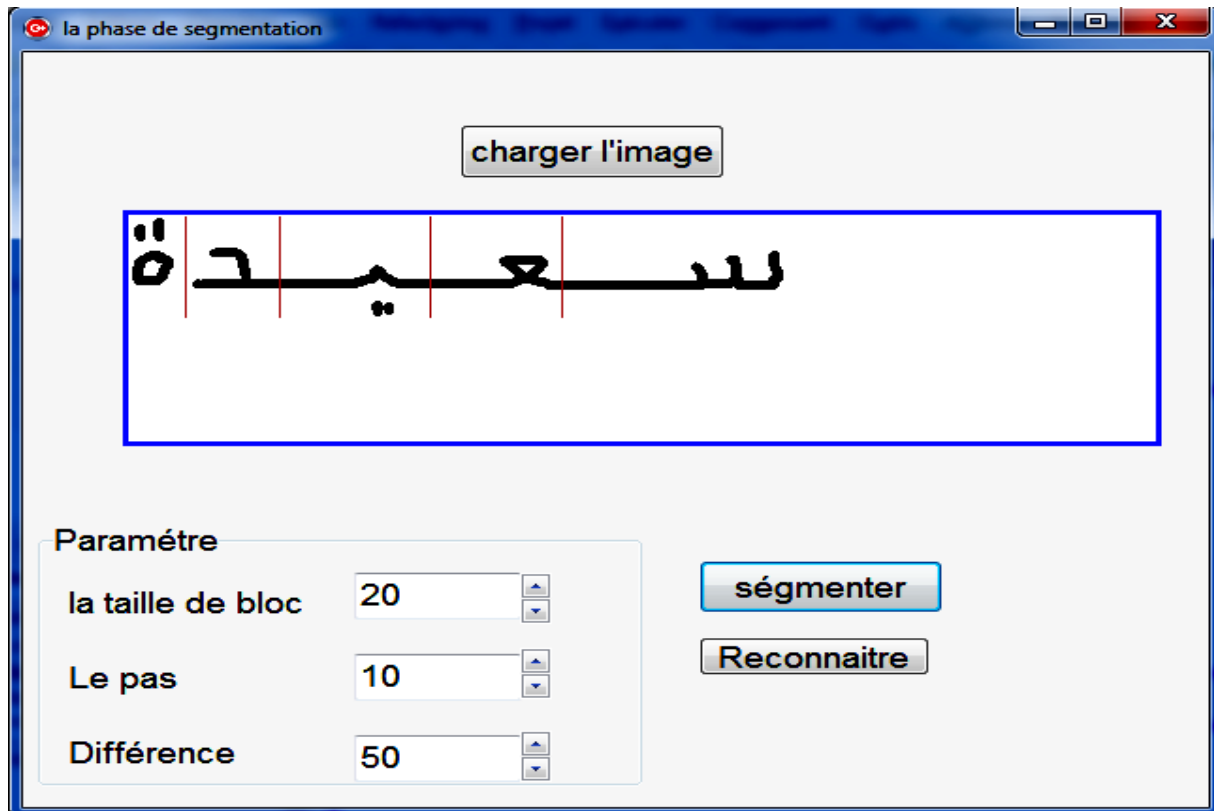 la phase de segmentation
charger l'image
سعيدة
Paramétre
la taille de bloc 20
Le pas 10
Différence 50
ségmenter
Reconnaitre